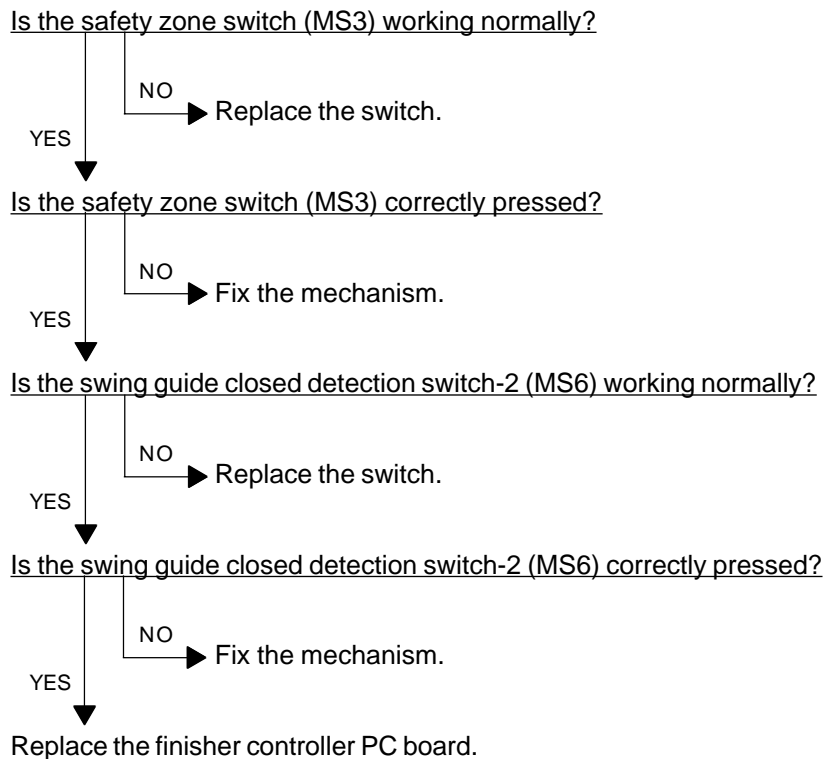 Is the safety zone switch (MS3) working normally?
NO
Replace the switch.
YES
Is the safety zone switch (MS3) correctly pressed?
NO
Fix the mechanism.
YES
Is the swing guide closed detection switch-2 (MS6) working normally?
NO
Replace the switch.
YES
Is the swing guide closed detection switch-2 (MS6) correctly pressed?
NO
Fix the mechanism.
YES
Replace the finisher controller PC board.